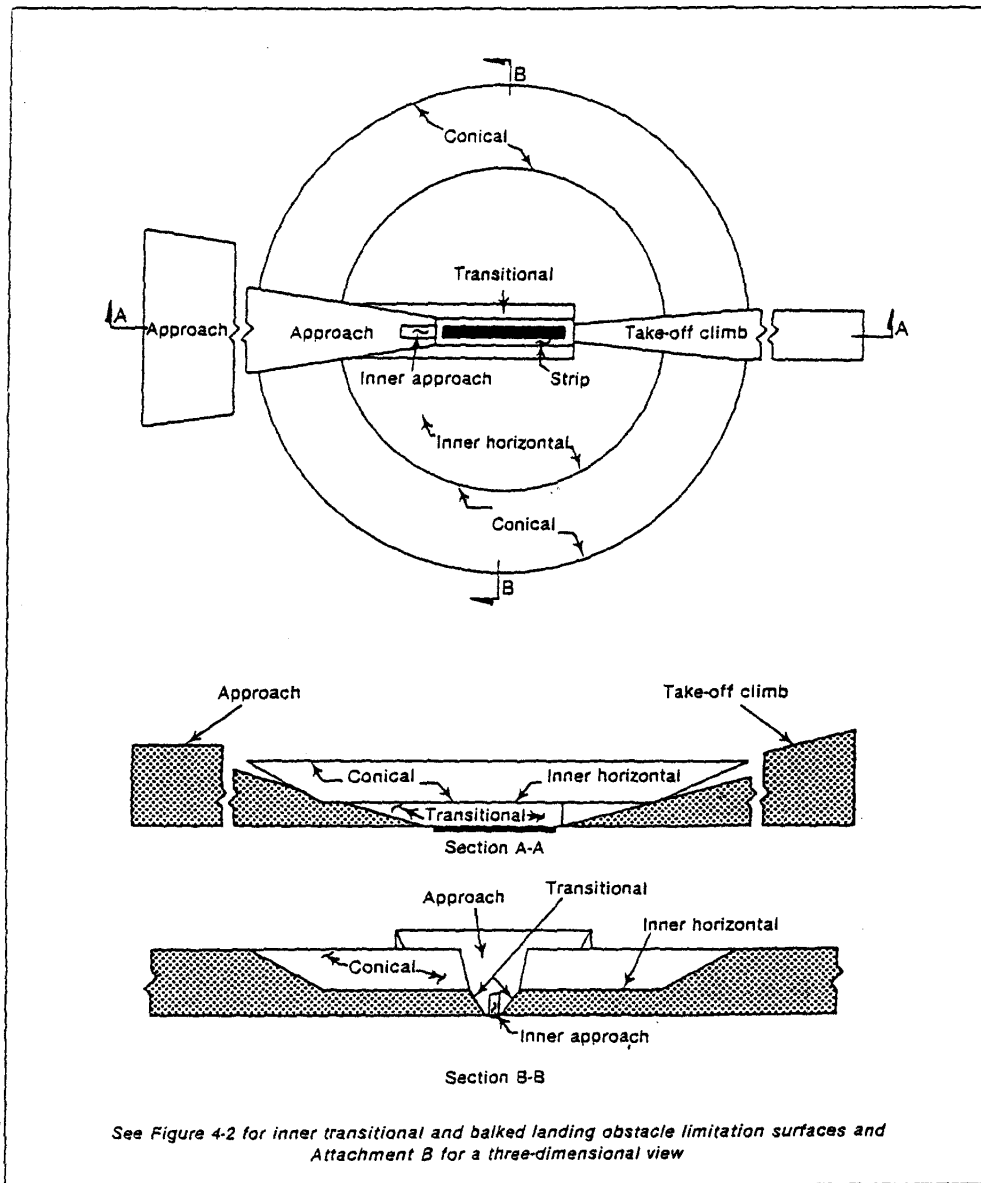 B
Conical
Transitional
A
Approach
Approach
Take-off climb
A
Inner approach
Strip
Inner horizontal
Conical
B
Approach
Take-off climb
Conical
Inner horizontal
Transitional
Section A-A
Transitional
Approach
Inner horizontal
Conical
Inner approach
Section B-B
See Figure 4-2 for inner transitional and balked landing obstacle limitation surfaces and
Attachment B for a three-dimensional view